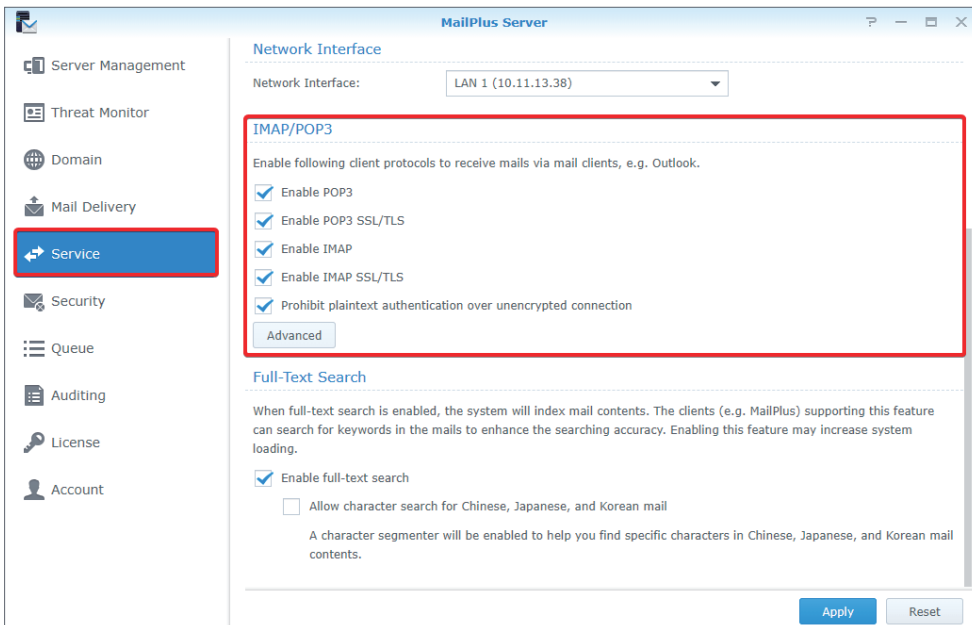 MailPlus Server
Server Management
Threat Monitor
Domain
Mail Delivery
Service
Security
Queue
Auditing
License
Account
Network Interface
Network Interface: LAN 1 (10.11.13.38)
IMAP/POP3
Enable following client protocols to receive mails via mail clients, e.g. Outlook.
Enable POP3
Enable POP3 SSL/TLS
Enable IMAP
Enable IMAP SSL/TLS
Prohibit plaintext authentication over unencrypted connection
Advanced
Full-Text Search
When full-text search is enabled, the system will index mail contents. The clients (e.g. MailPlus) supporting this feature
can search for keywords in the mails to enhance the searching accuracy. Enabling this feature may increase system
loading.
Enable full-text search
Allow character search for Chinese, Japanese, and Korean mail
A character segmenter will be enabled to help you find specific characters in Chinese, Japanese, and Korean mail
contents.
Apply Reset